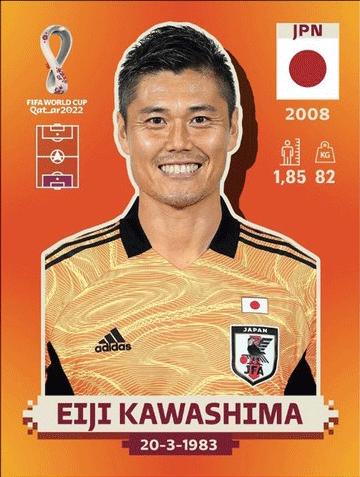 FIFA WORLD CUP
Qatar2022
JPN
2008
KG
1,85 82
adidas
JAPAN
JFA
EIJI KAWASHIMA
20-3-1983